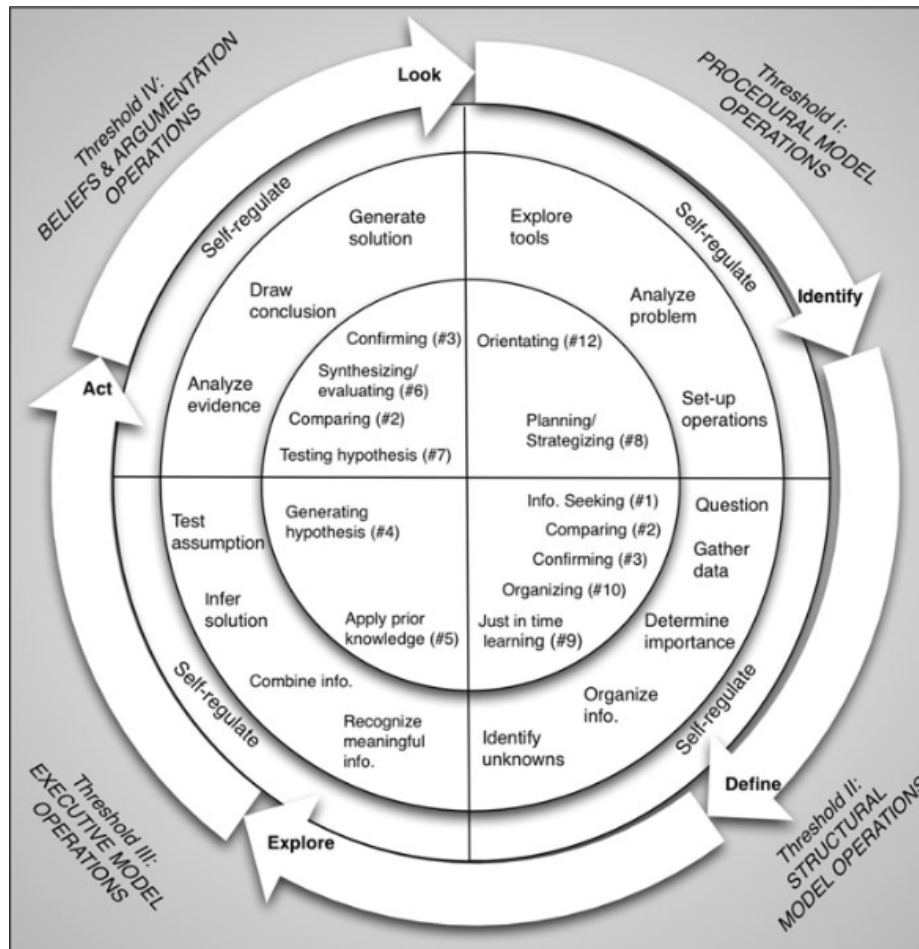 Look
Threshold I:
PROCEDURAL MODEL
OPERATIONS
Self-regulate
Identify
Explore
tools
Analyze
problem
Set-up
operations
Orientating (#12)
Planning/
Strategizing (#8)
Info. Seeking (#1)
Comparing (#2)
Confirming (#3)
Organizing (#10)
Just in time
learning (#9)
Question
Gather
data
Determine
importance
Organize
info.
Identify
unknowns
Self-regulate
Define
Threshold II:
STRUCTURAL
MODEL OPERATIONS
Generating
hypothesis (#4)
Apply prior
knowledge (#5)
Test
assumption
Infer
solution
Combine info.
Recognize
meaningful
info.
Self-regulate
Explore
Threshold III:
EXECUTIVE MODEL
OPERATIONS
Act
Confirming (#3)
Synthesizing/
evaluating (#6)
Comparing (#2)
Testing hypothesis (#7)
Generate
solution
Draw
conclusion
Analyze
evidence
Self-regulate
Threshold IV:
BELIEFS & ARGUMENTATION
OPERATIONS